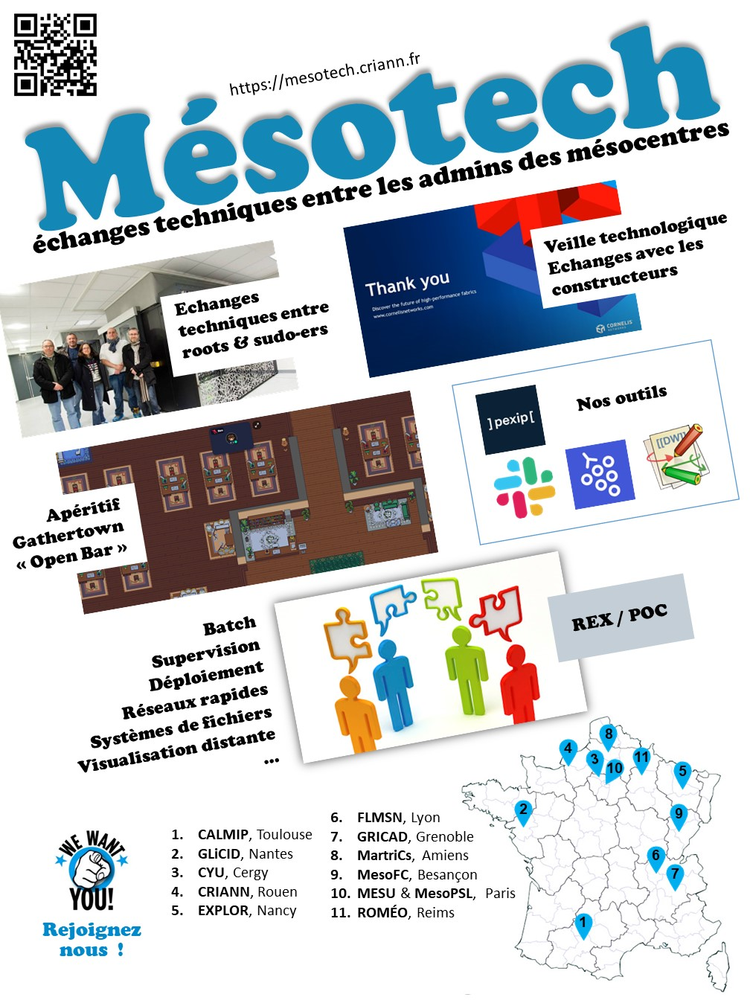 https://mesotech.criann.fr
Mésotech
échanges techniques entre les admins des mésocentres
Echanges
techniques entre
roots & sudo-ers
Thank you
Discover the future of high-performance fabrics
www.cornelisnetworks.com
CORNELIS
NETWORKS
Veille technologique
Echanges avec les
constructeurs
Nos outils
]pexip[
[[DW]]
Apéritif
Gathertown
« Open Bar »
Batch
Supervision
Déploiement
Réseaux rapides
Systèmes de fichiers
Visualisation distante
...
REX / POC
WE WANT
YOU!
Rejoignez
nous !
1. CALMIP, Toulouse
2. GLiCID, Nantes
3. CYU, Cergy
4. CRIANN, Rouen
5. EXPLOR, Nancy
6. FLMSN, Lyon
7. GRICAD, Grenoble
8. MartriCs, Amiens
9. MesoFC, Besançon
10. MESU & MesoPSL, Paris
11. ROMÉO, Reims
8
4
3
11
10
5
2
9
6
7
1